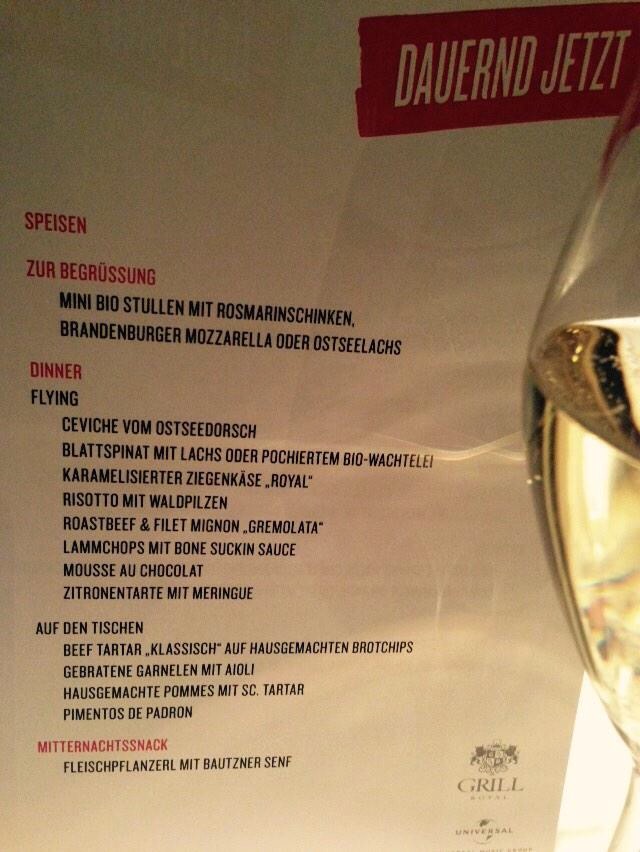 DAUERND JETZT
SPEISEN
ZUR BEGRÜSSUNG
MINI BIO STULLEN MIT ROSMARINSCHINKEN,
BRANDENBURGER MOZZARELLA ODER OSTSEELACHS
DINNER
FLYING
CEVICHE VOM OSTSEEDORSCH
BLATTSPINAT MIT LACHS ODER POCHIERTEM BIO-WACHTELEI
KARAMELISIERTER ZIEGENKÄSE „ROYAL“
RISOTTO MIT WALDPILZEN
ROASTBEEF & FILET MIGNON „GREMOLATA“
LAMMCHOPS MIT BONE SUCKIN SAUCE
MOUSSE AU CHOCOLAT
ZITRONENTARTE MIT MERINGUE
AUF DEN TISCHEN
BEEF TARTAR „KLASSISCH“ AUF HAUSGEMACHTEN BROTCHIPS
GEBRATENE GARNELEN MIT AIOLI
HAUSGEMACHTE POMMES MIT SC. TARTAR
PIMENTOS DE PADRON
MITTERNACHTSSNACK
FLEISCHPFLANZERL MIT BAUTZNER SENF
GRILL
ROYAL
UNIVERSAL